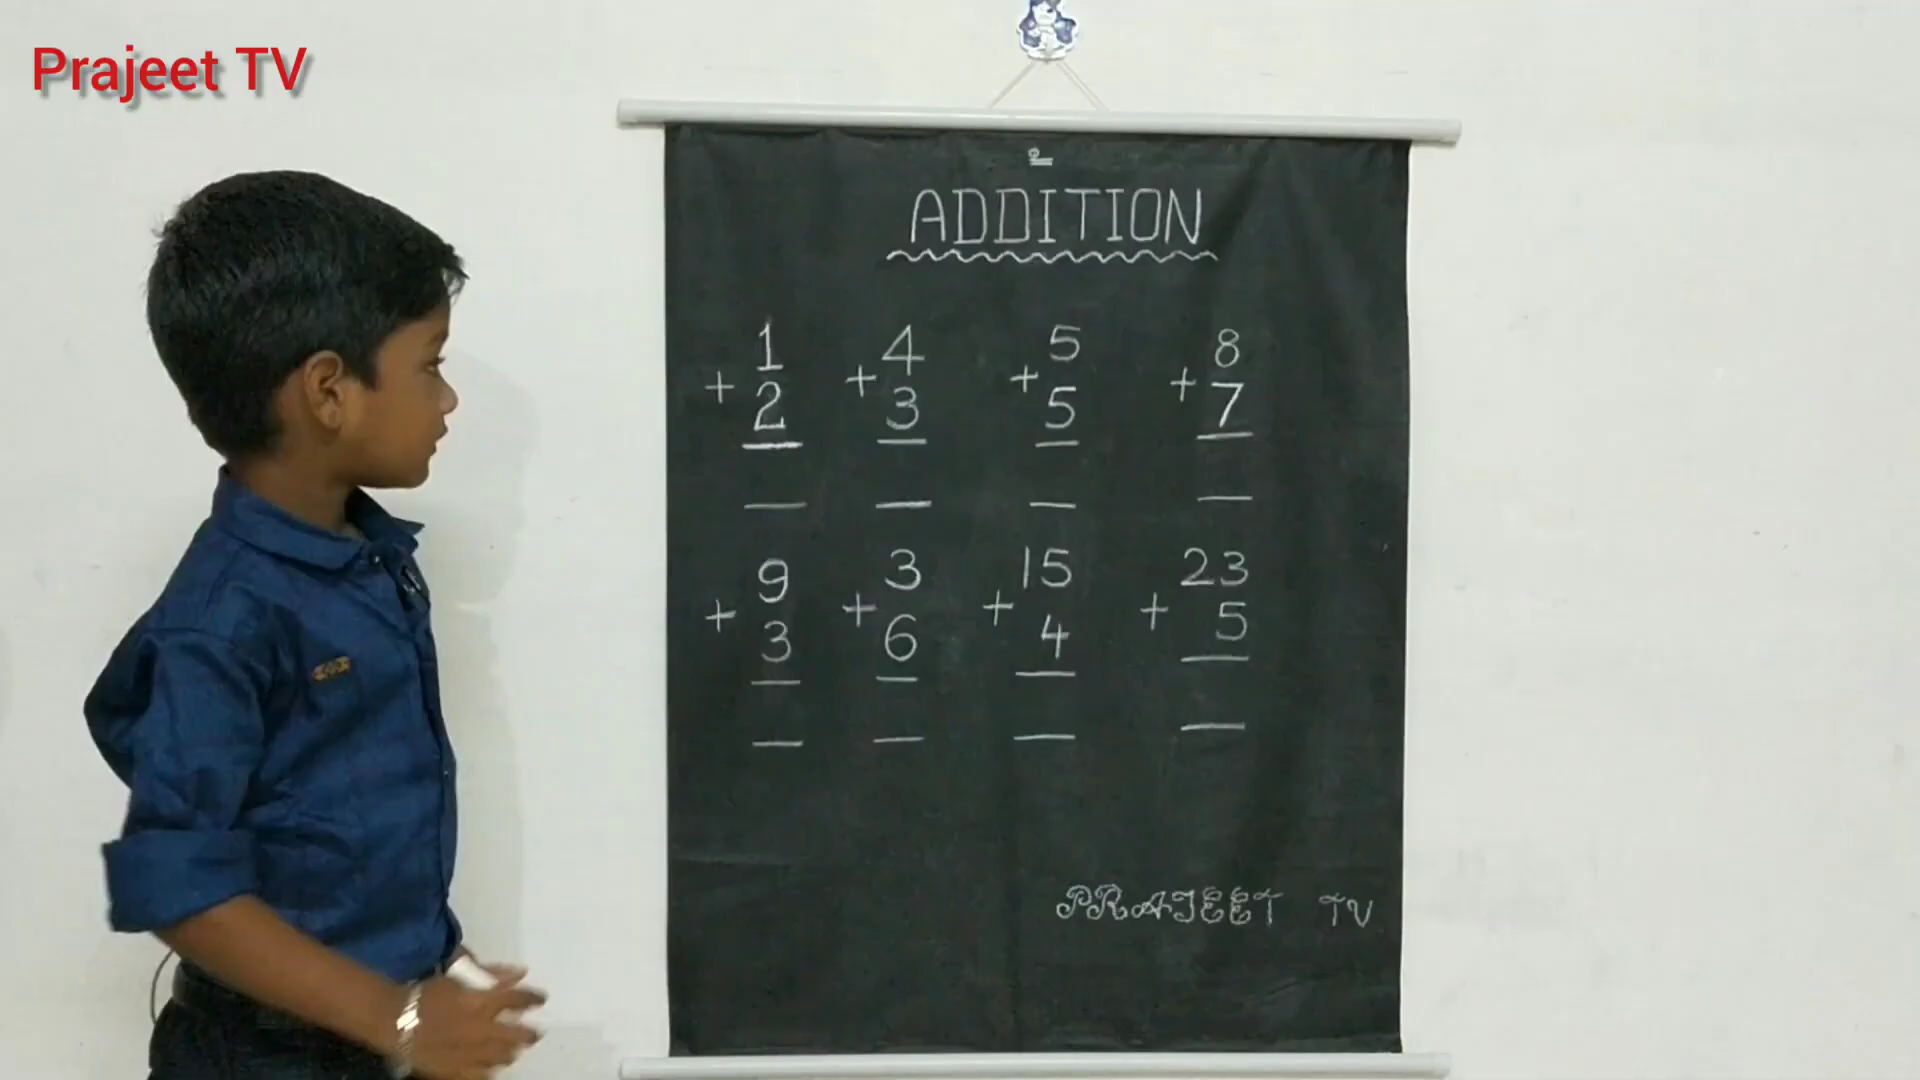 Prajeet TV
உ
ADDITION
1 4 5 8
+ 2 + 3 + 5 + 7
9 3 15 23
+ 3 + 6 + 4 + 5
PRAJEET TV